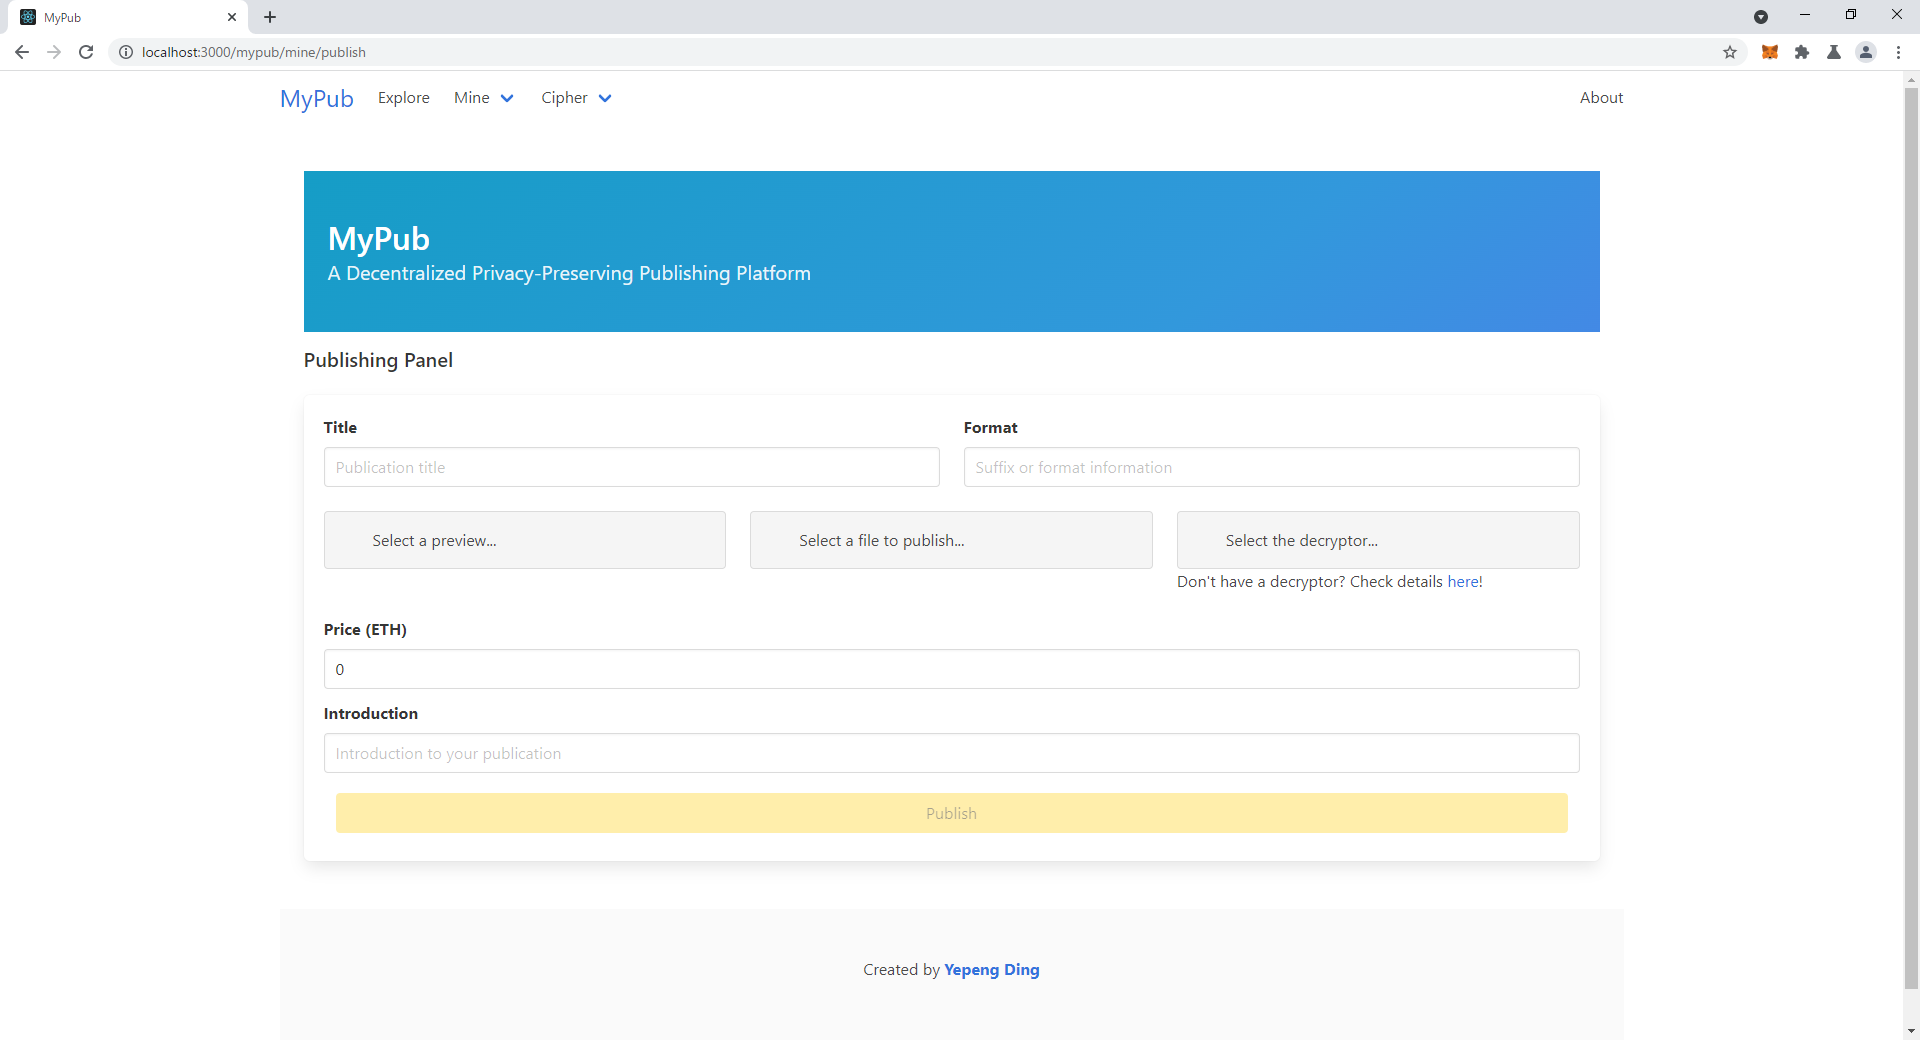 MyPub
localhost:3000/mypub/mine/publish
MyPub Explore Mine Cipher About
MyPub
A Decentralized Privacy-Preserving Publishing Platform
Publishing Panel
Title Format
Publication title Suffix or format information
Select a preview... Select a file to publish... Select the decryptor...
Don't have a decryptor? Check details here!
Price (ETH)
0
Introduction
Introduction to your publication
Publish
Created by Yepeng Ding